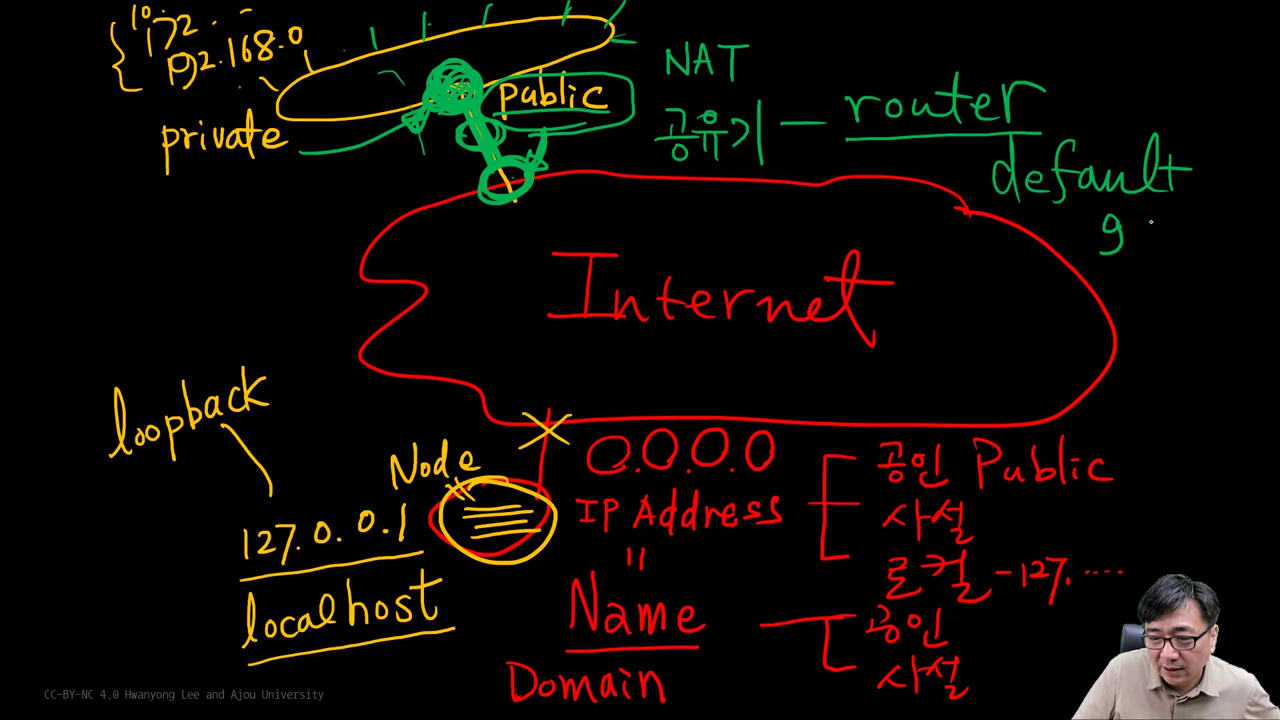 10.
172
192.168.0
private
public
NAT
공유기 - router
default
g
Internet
loopback
Node
127.0.0.1
localhost
0.0.0.0
IP Address
=
Name
Domain
공인 Public
사설
로컬 - 127. ....
공인
사설
CC-BY-NC 4.0 Hwanyong Lee and Ajou University